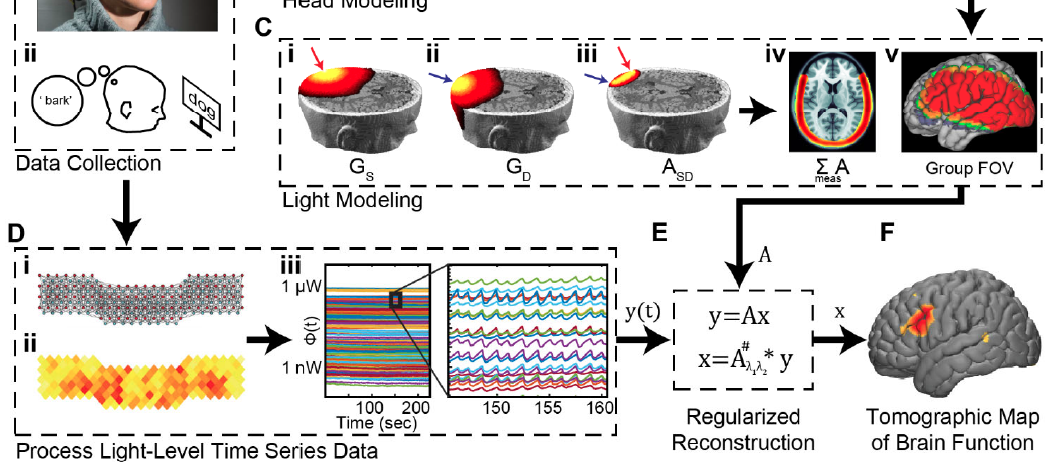 Head Modeling
C
i
ii
iii
iv
v
ii
'bark'
dog
G_S
G_D
A_SD
Σ A
meas
Group FOV
Data Collection
Light Modeling
D
E
F
i
iii
1 µW
Φ(t)
1 nW
ii
100 200
Time (sec)
150 155 160
y(t)
A
y=Ax
x=A^#_λ₁λ₂* y
x
Regularized
Reconstruction
Tomographic Map
of Brain Function
Process Light-Level Time Series Data